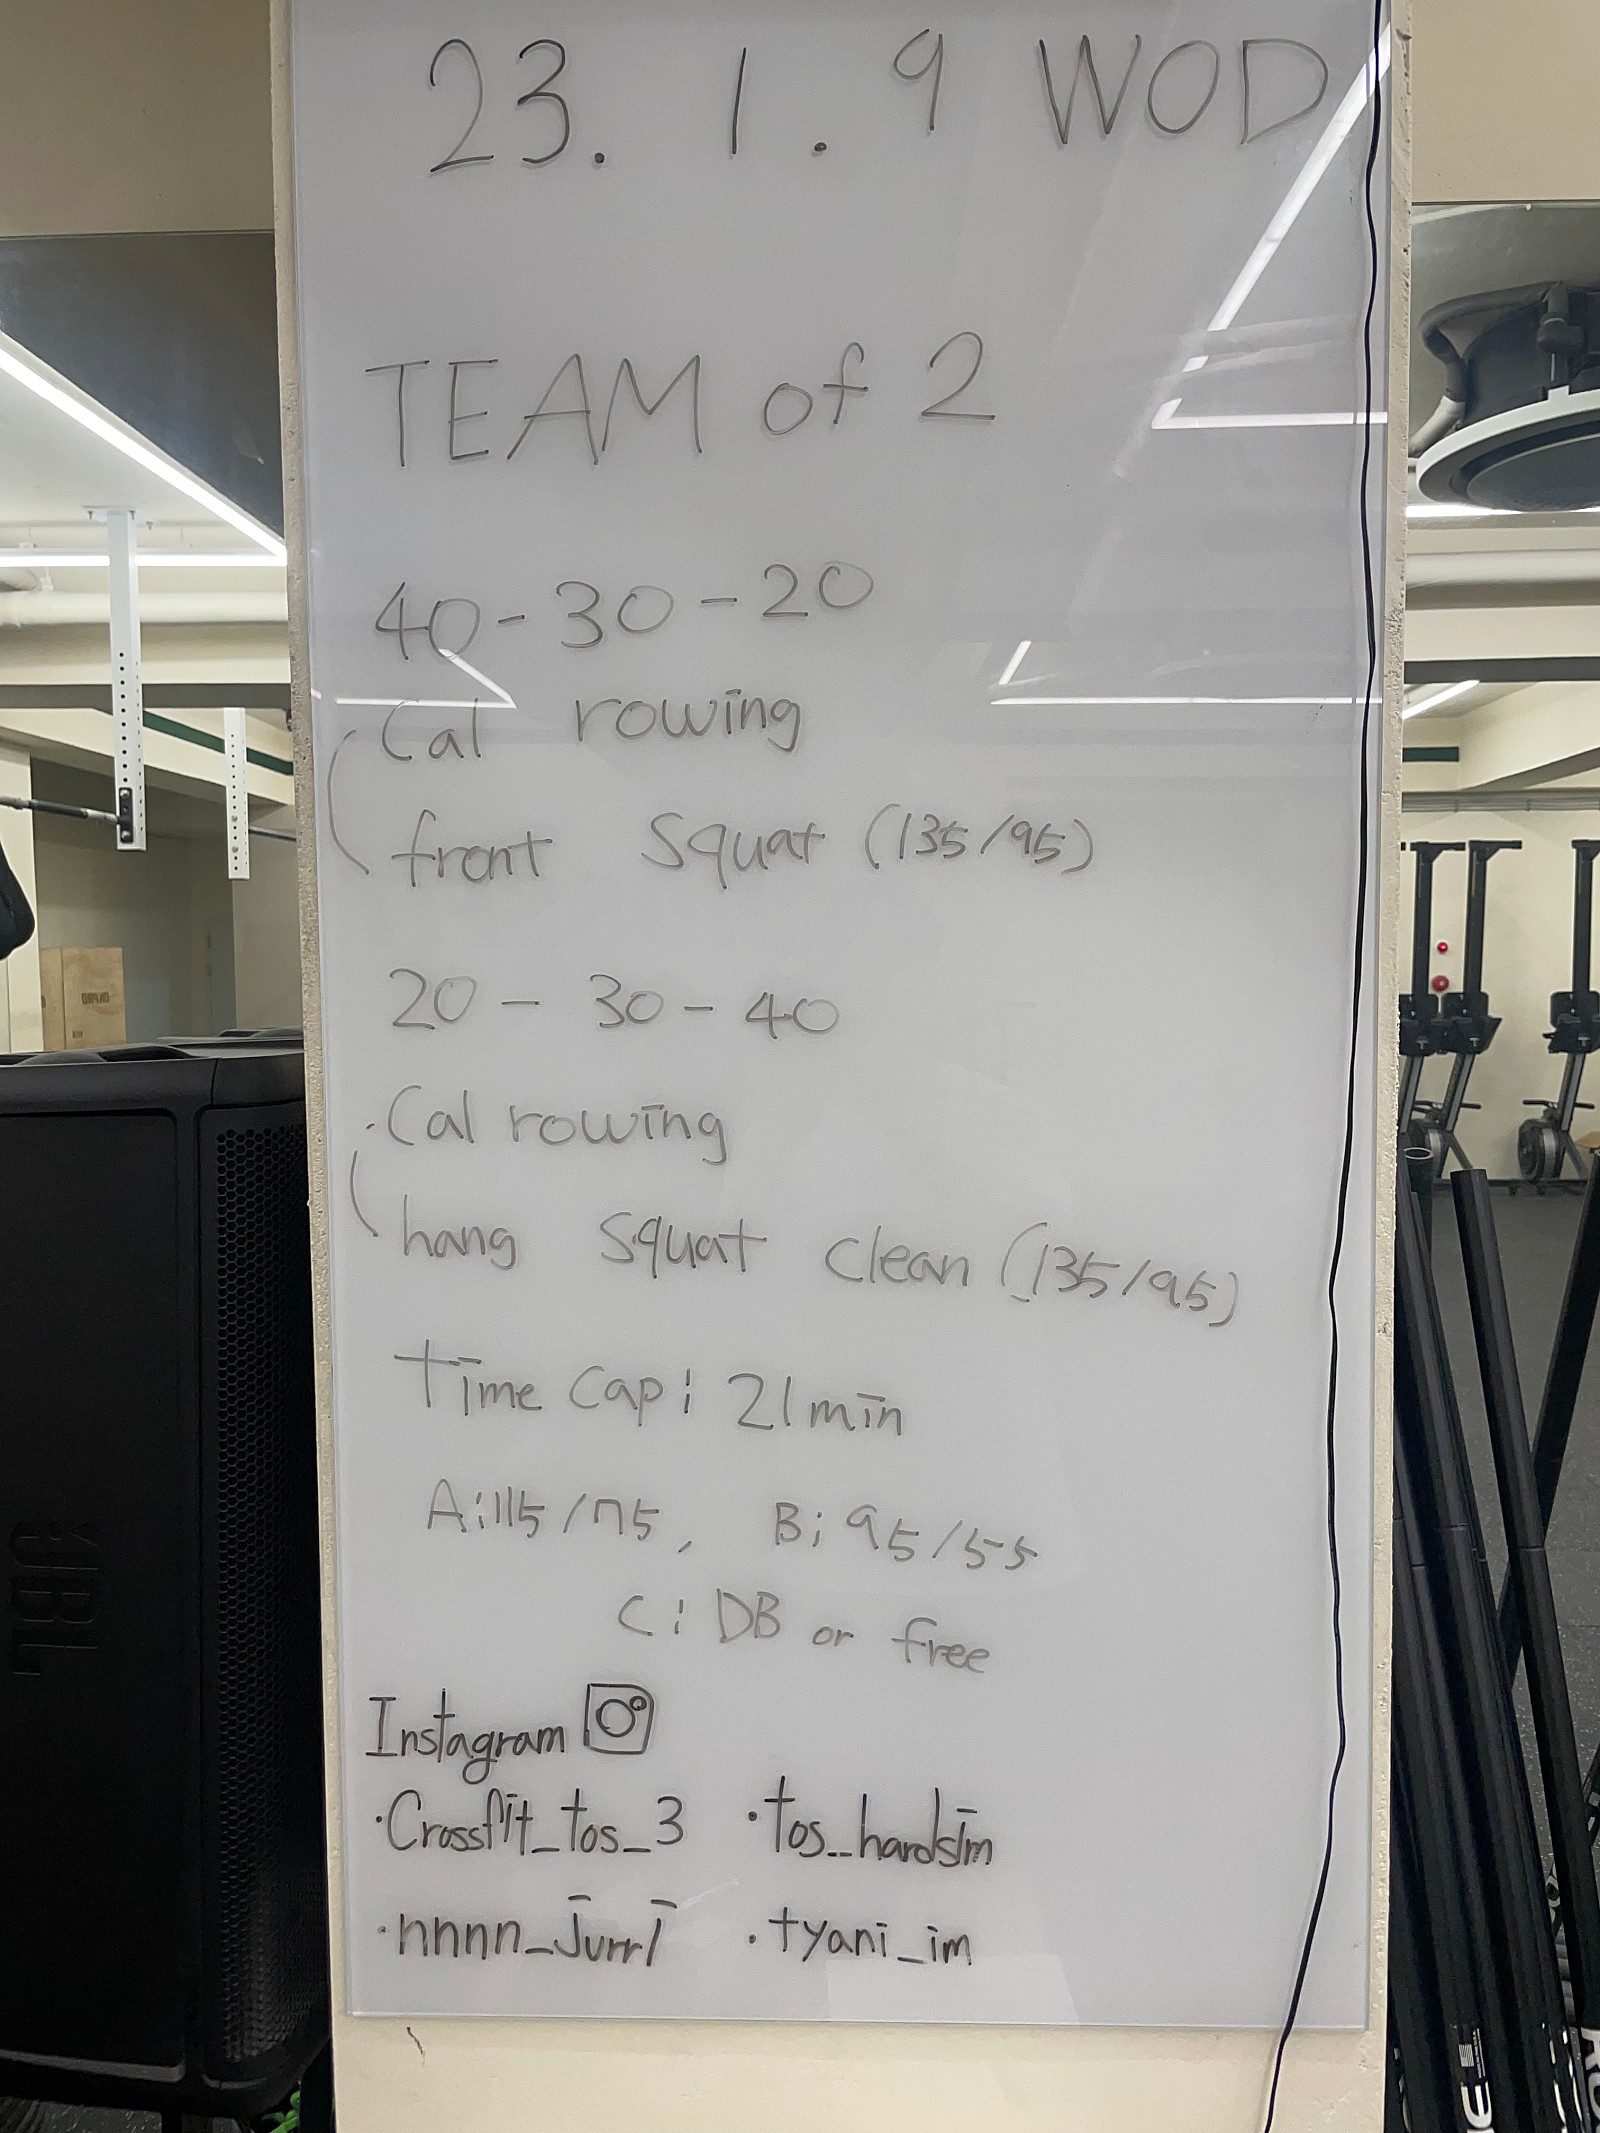 23. 1. 9 WOD
TEAM of 2
40-30-20
Cal rowing
front squat (135/95)
20-30-40
Cal rowing
hang squat clean (135/95)
Time cap: 21min
A:115/75, B: 95/55
C: DB or free
Instagram
·Crossfit_tos_3 ·tos_hardslim
·nnnn_jurrl ·tyani_im
JBL